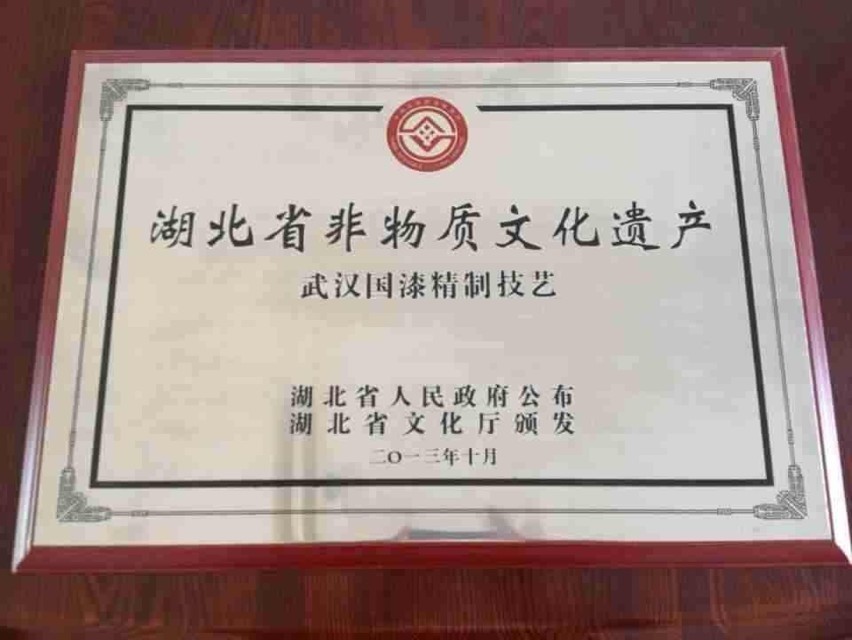 湖北省非物质文化遗产
武汉国漆精制技艺
湖北省人民政府公布
湖北省文化厅颁发
二〇一三年十月